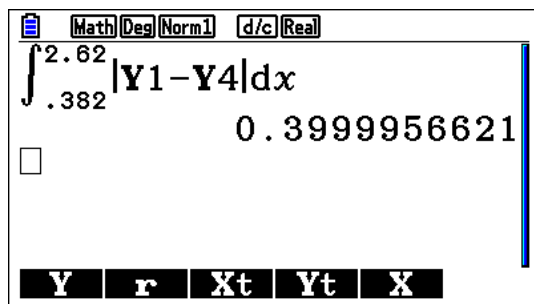 Math Deg Norm1 d/c Real
∫ 2.62 .382 |Y1-Y4|dx
0.3999956621
Y r Xt Yt X